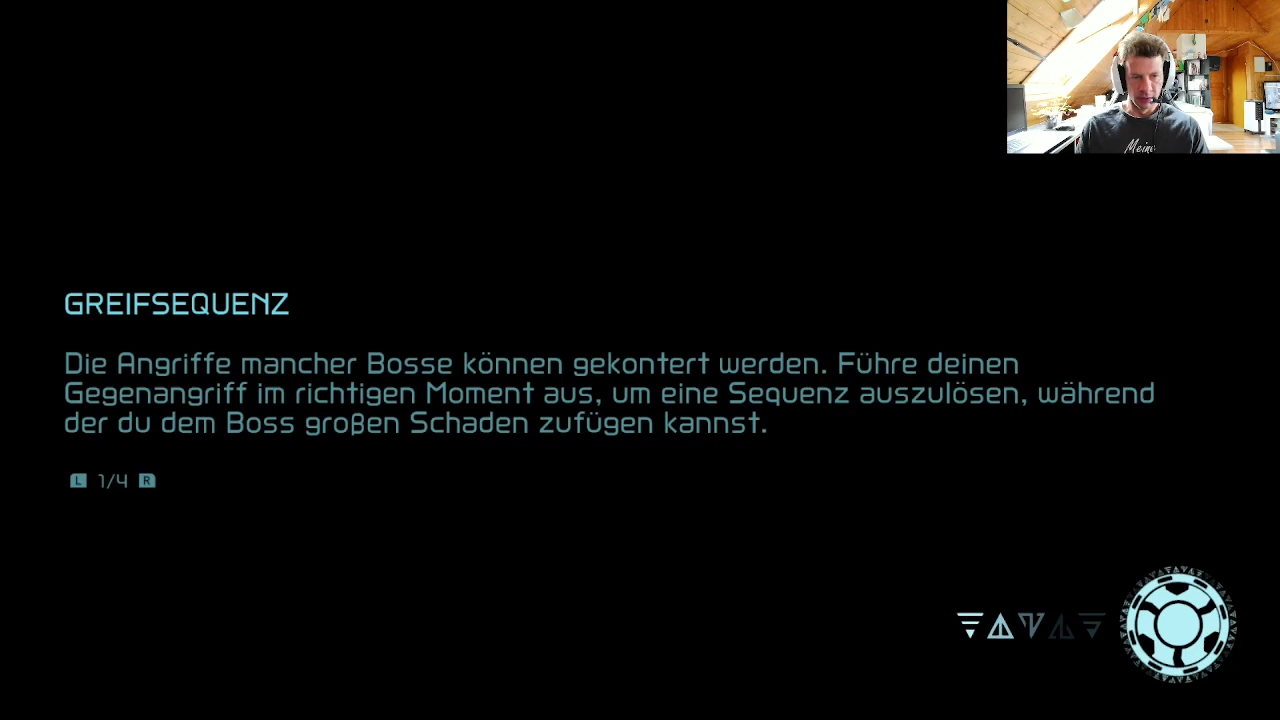 Meine
GREIFSEQUENZ
Die Angriffe mancher Bosse können gekontert werden. Führe deinen
Gegenangriff im richtigen Moment aus, um eine Sequenz auszulösen, während
der du dem Boss großen Schaden zufügen kannst.
L 1/4 R